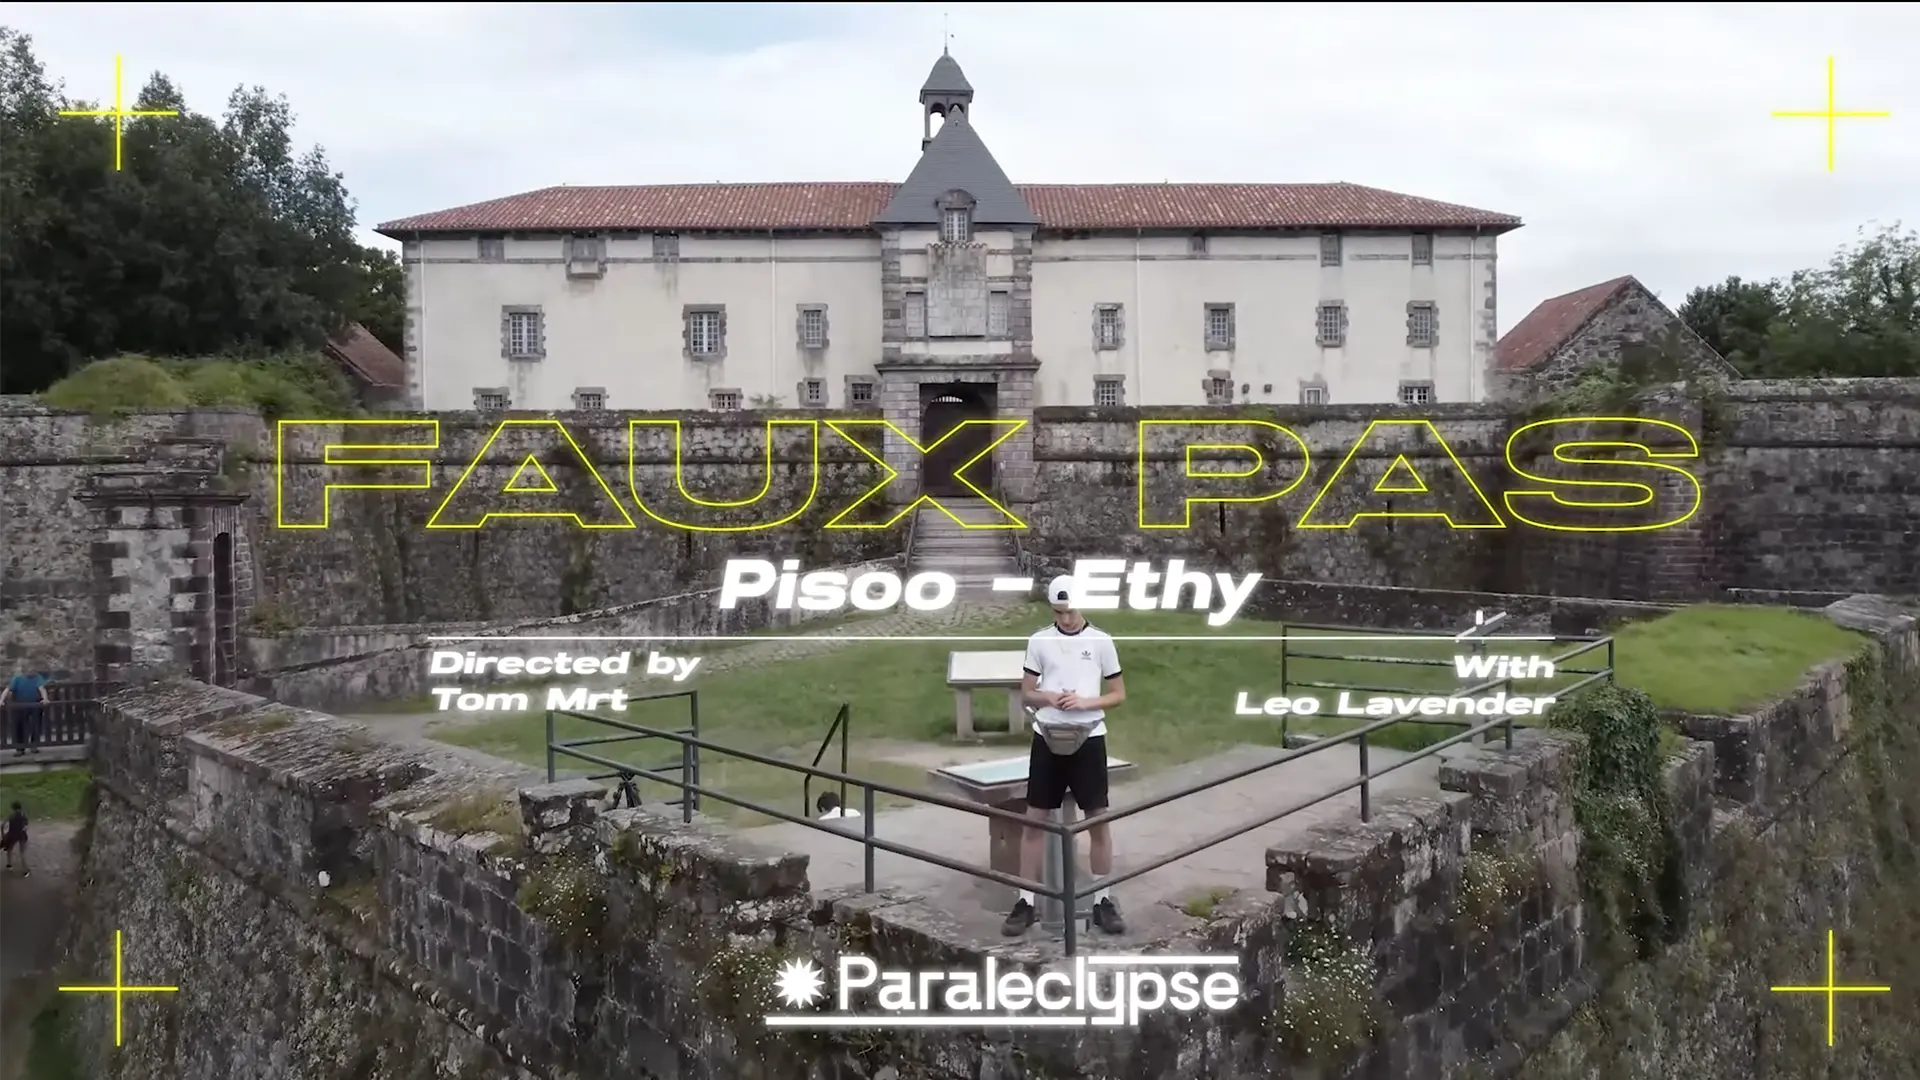 FAUX PAS
Pisoo - Ethy
Directed by
Tom Mrt
With
Leo Lavender
Paraleclypse